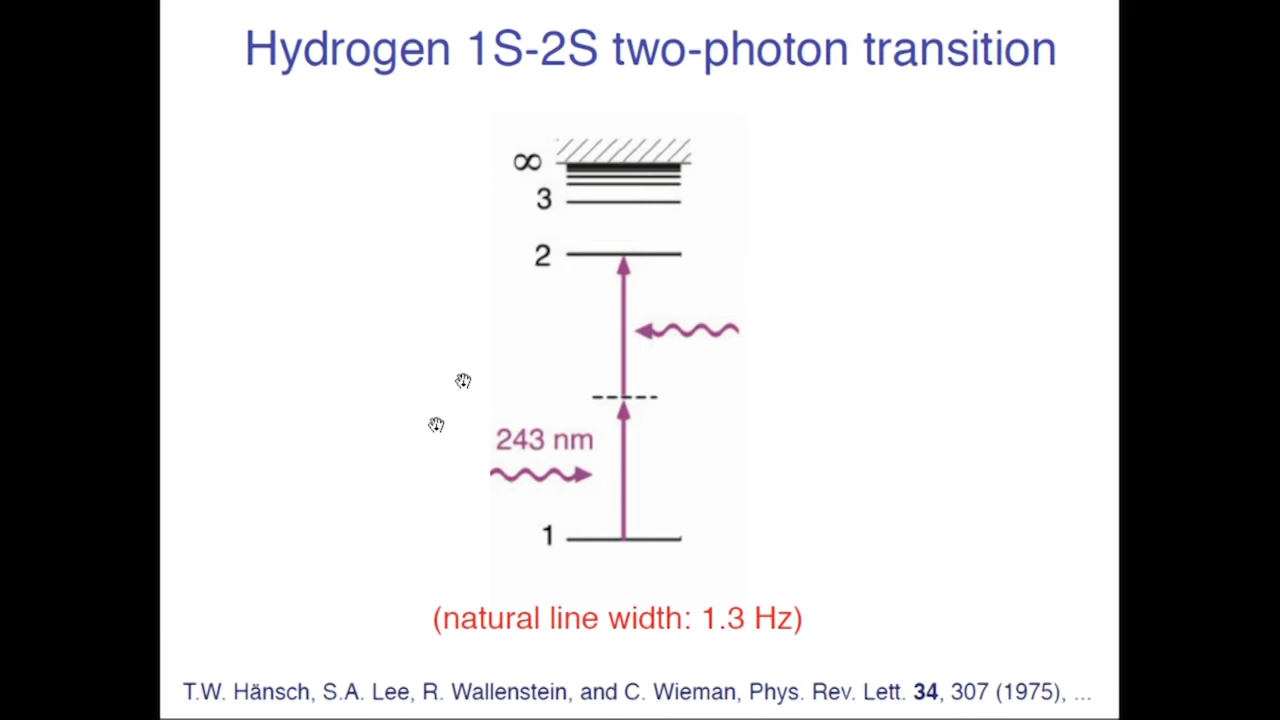 Hydrogen 1S-2S two-photon transition
∞
3
2
243 nm
1
(natural line width: 1.3 Hz)
T.W. Hänsch, S.A. Lee, R. Wallenstein, and C. Wieman, Phys. Rev. Lett. 34, 307 (1975), ...